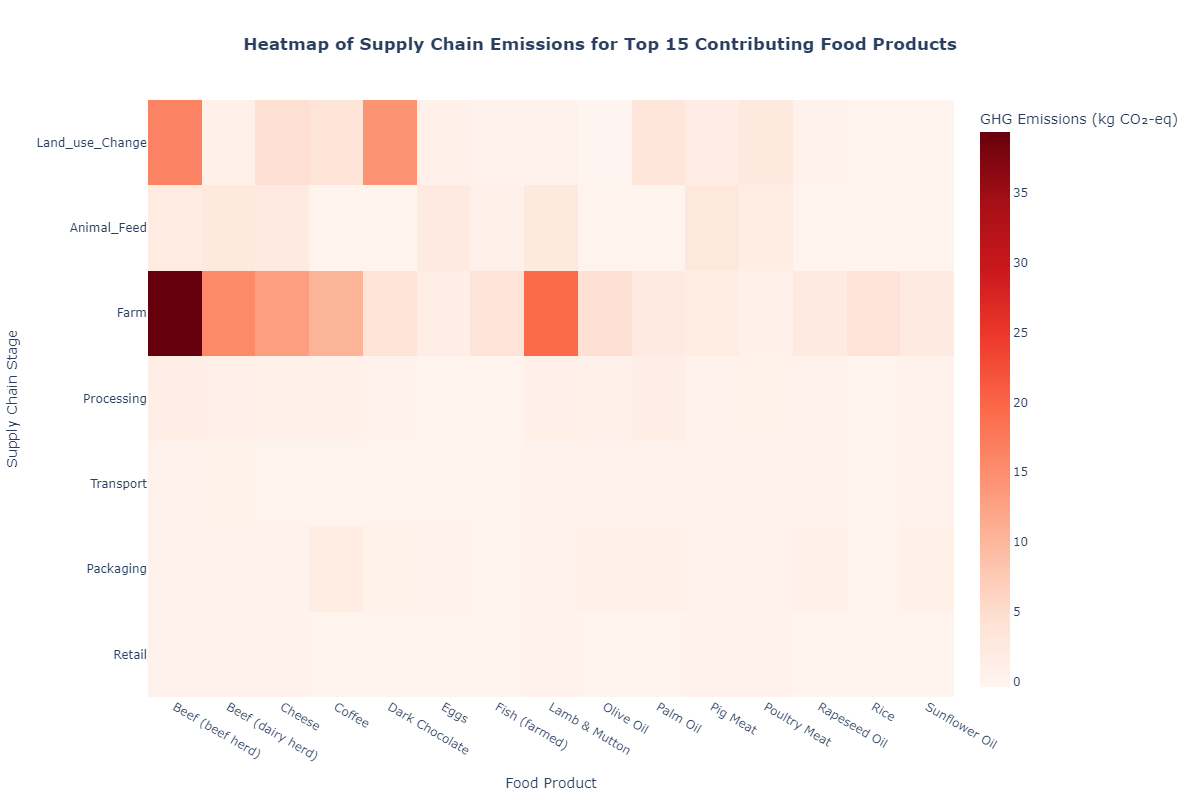 Heatmap of Supply Chain Emissions for Top 15 Contributing Food Products
GHG Emissions (kg CO₂-eq)
35
30
25
20
15
10
5
0
Supply Chain Stage
Land_use_Change
Animal_Feed
Farm
Processing
Transport
Packaging
Retail
Beef (beef herd)
Beef (dairy herd)
Cheese
Coffee
Dark Chocolate
Eggs
Fish (farmed)
Lamb & Mutton
Olive Oil
Palm Oil
Pig Meat
Poultry Meat
Rapeseed Oil
Rice
Sunflower Oil
Food Product